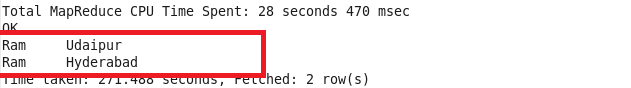 Total MapReduce CPU Time Spent: 28 seconds 470 msec
OK
Ram     Udaipur
Ram     Hyderabad
Time taken: 271.488 seconds, Fetched: 2 row(s)